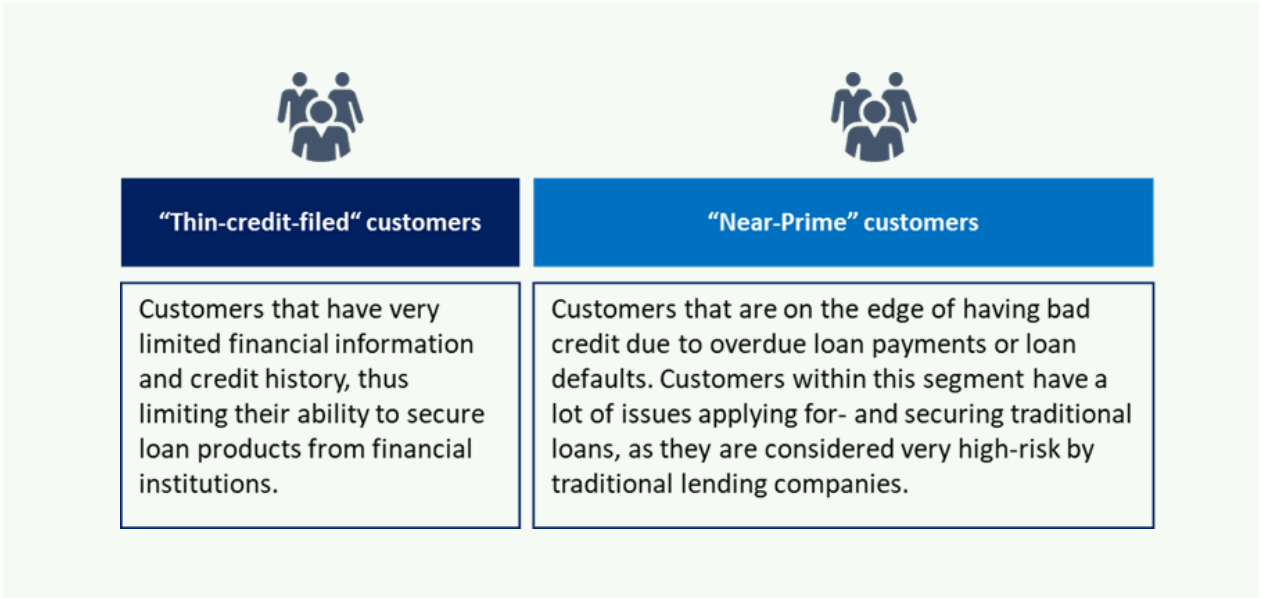 “Thin-credit-filed“ customers
Customers that have very
limited financial information
and credit history, thus
limiting their ability to secure
loan products from financial
institutions.
“Near-Prime” customers
Customers that are on the edge of having bad
credit due to overdue loan payments or loan
defaults. Customers within this segment have a
lot of issues applying for- and securing traditional
loans, as they are considered very high-risk by
traditional lending companies.